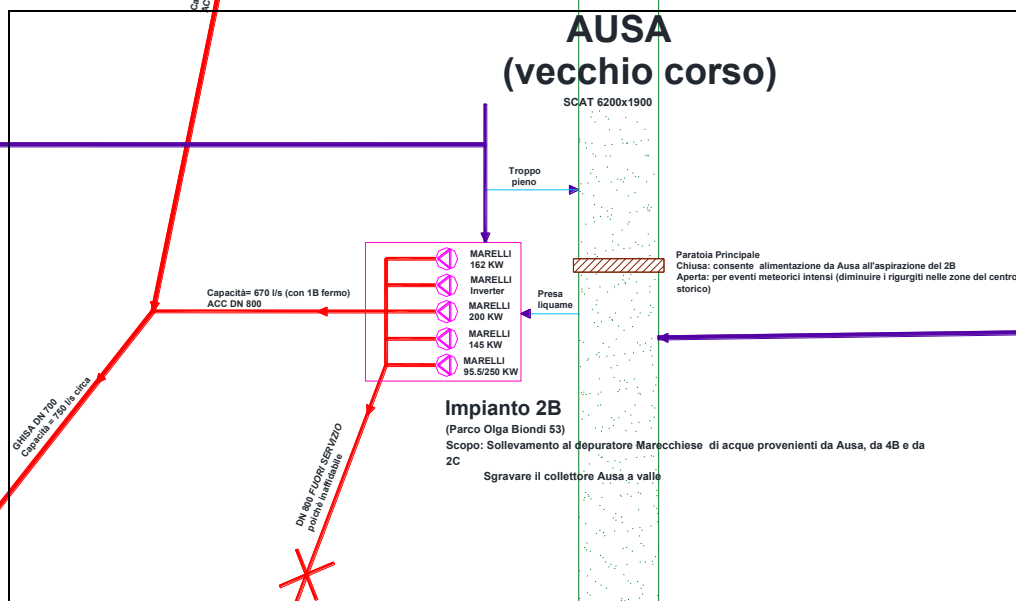 Ca
AC
AUSA
(vecchio corso)
SCAT 6200x1900
Troppo
pieno
MARELLI
162 KW
MARELLI
Inverter
MARELLI
200 KW
MARELLI
145 KW
MARELLI
95.5/250 KW
Presa
liquame
Paratoia Principale
Chiusa: consente alimentazione da Ausa all'aspirazione del 2B
Aperta: per eventi meteorici intensi (diminuire i rigurgiti nelle zone del centro
storico)
Capacità= 670 l/s (con 1B fermo)
ACC DN 800
GHISA DN 700
Capacità = 750 l/s circa
DN 800 FUORI SERVIZIO
poichè inaffidabile
Impianto 2B
(Parco Olga Biondi 53)
Scopo: Sollevamento al depuratore Marecchiese di acque provenienti da Ausa, da 4B e da
2C
Sgravare il collettore Ausa a valle